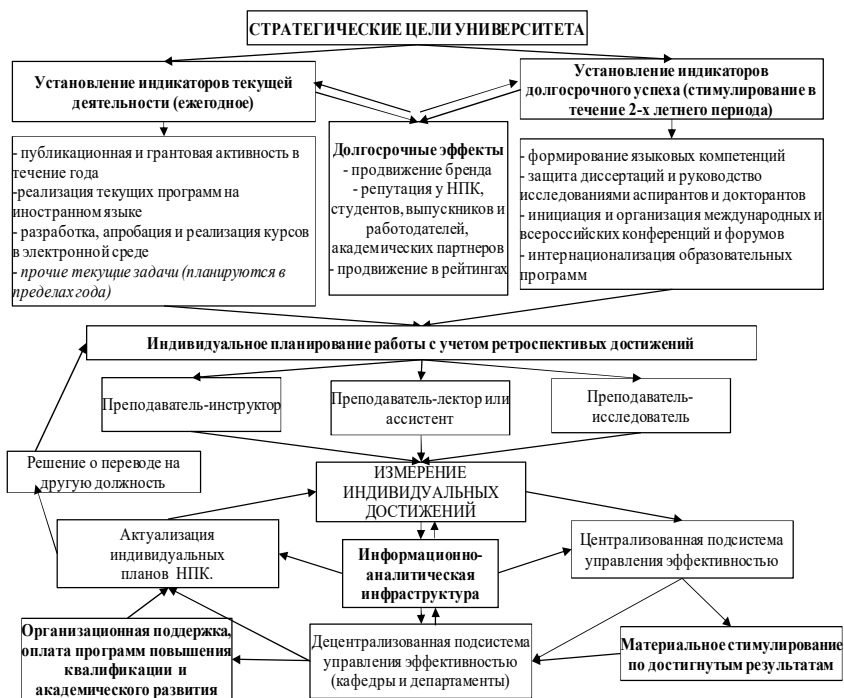 СТРАТЕГИЧЕСКИЕ ЦЕЛИ УНИВЕРСИТЕТА
Установление индикаторов текущей
деятельности (ежегодное)
Установление индикаторов
долгосрочного успеха (стимулирование в
течение 2-х летнего периода)
- публикационная и грантовая активность в
течение года
-реализация текущих программ на
иностранном языке
- разработка, апробация и реализация курсов
в электронной среде
- прочие текущие задачи (планируются в
пределах года)
Долгосрочные эффекты
- продвижение бренда
- репутация у НПК,
студентов, выпускников и
работодателей,
академических партнеров
- продвижение в рейтингах
- формирование языковых компетенций
- защита диссертаций и руководство
исследованиями аспирантов и докторантов
- инициация и организация международных и
всероссийских конференций и форумов
- интернационализация образовательных
программ
Индивидуальное планирование работы с учетом ретроспективых достижений
Преподаватель-инструктор
Преподаватель-лектор или
ассистент
Преподаватель-
исследователь
Решение о переводе на
другую должность
ИЗМЕРЕНИЕ
ИНДИВИДУАЛЬНЫХ
ДОСТИЖЕНИЙ
Актуализация
индивидуальных
планов НПК.
Информационно-
аналитическая
инфраструктура
Централизованная подсистема
управления эффективностью
Организационная поддержка,
оплата программ повышения
квалификации и
академического развития
Децентрализованная подсистема
управления эффективностью
(кафедры и департаменты)
Материальное стимулирование
по достигнутым результатам